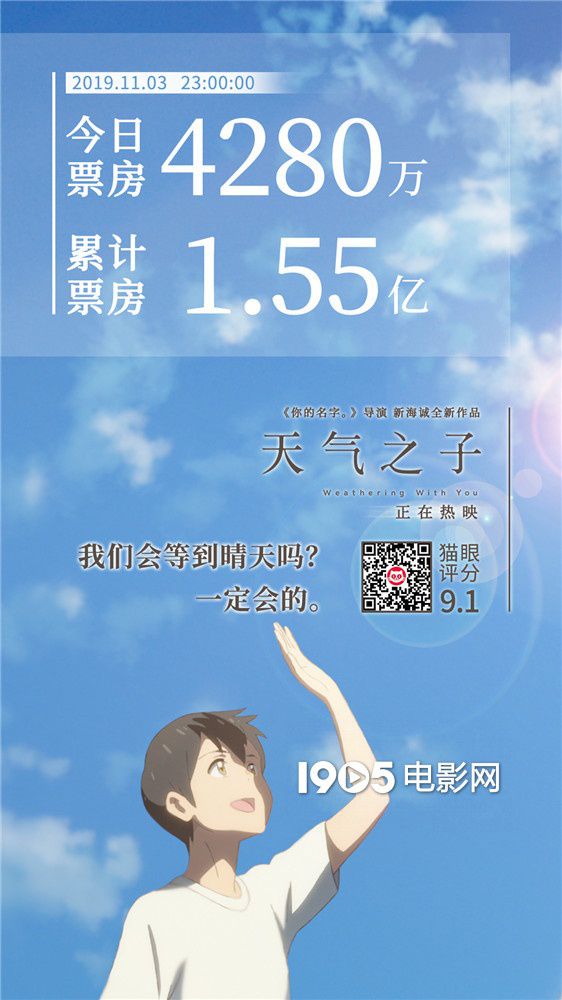 2019.11.03 23:00:00
今日
票房 4280万
累计
票房 1.55亿
《你的名字。》导演 新海诚全新作品
天气之子
Weathering With You
正在热映
我们会等到晴天吗？
一定会的。
猫眼
评分
9.1
1905电影网